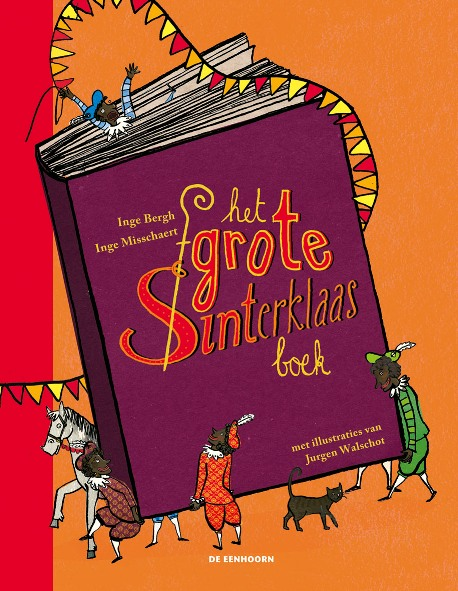 Inge Bergh
Inge Misschaert
het
grote
Sinterklaas
boek
met illustraties van
Jurgen Walschot
DE EENHOORN